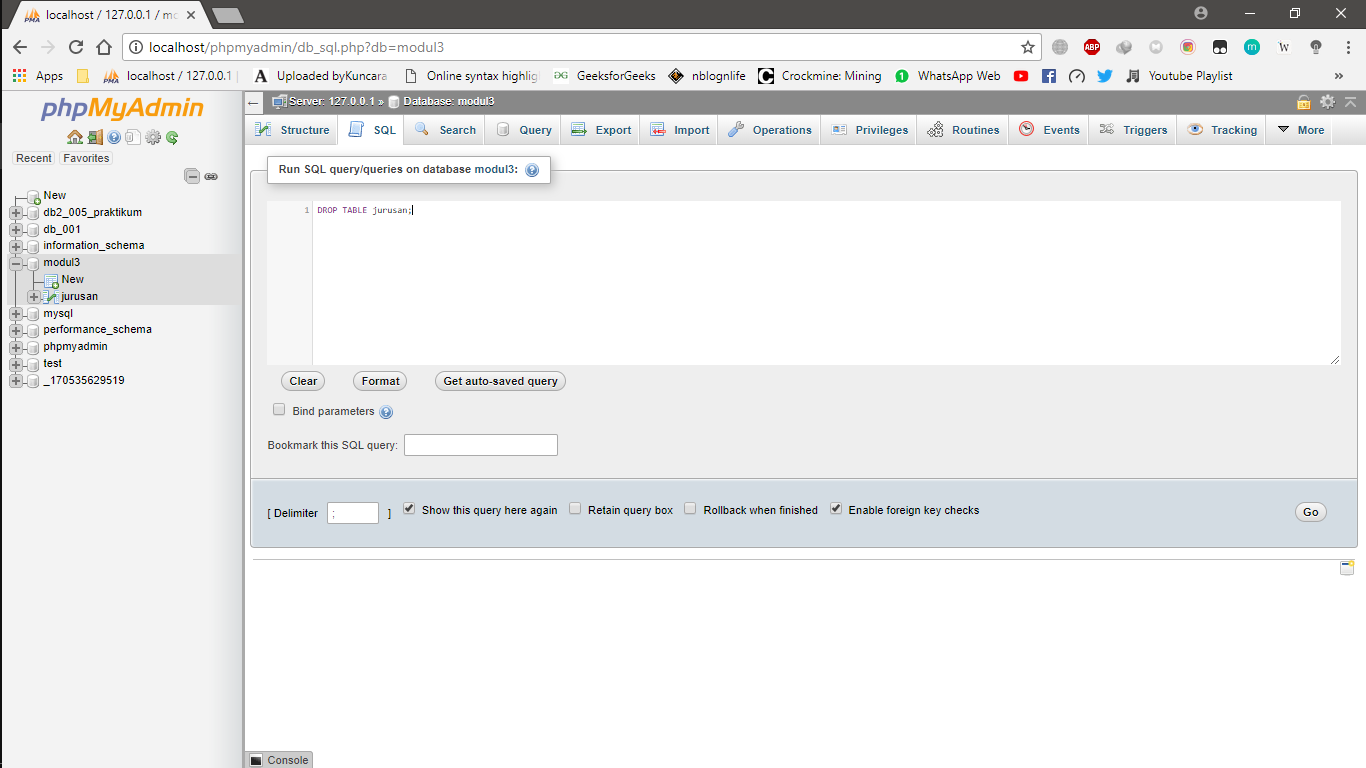 localhost / 127.0.0.1 / mo
localhost/phpmyadmin/db_sql.php?db=modul3
ABP
m
W
Apps
PMA localhost / 127.0.0.1
A Uploaded byKuncara
Online syntax highlig
GeeksforGeeks
nblognlife
Crockmine: Mining
1 WhatsApp Web
Youtube Playlist
»
phpMyAdmin
Recent Favorites
New
db2_005_praktikum
db_001
information_schema
modul3
New
jurusan
mysql
performance_schema
phpmyadmin
test
_170535629519
Server: 127.0.0.1 » Database: modul3
Structure SQL Search Query Export Import Operations Privileges Routines Events Triggers Tracking More
Run SQL query/queries on database modul3:
1 DROP TABLE jurusan;
Clear Format Get auto-saved query
Bind parameters
Bookmark this SQL query:
[ Delimiter ; ] Show this query here again Retain query box Rollback when finished Enable foreign key checks Go
Console